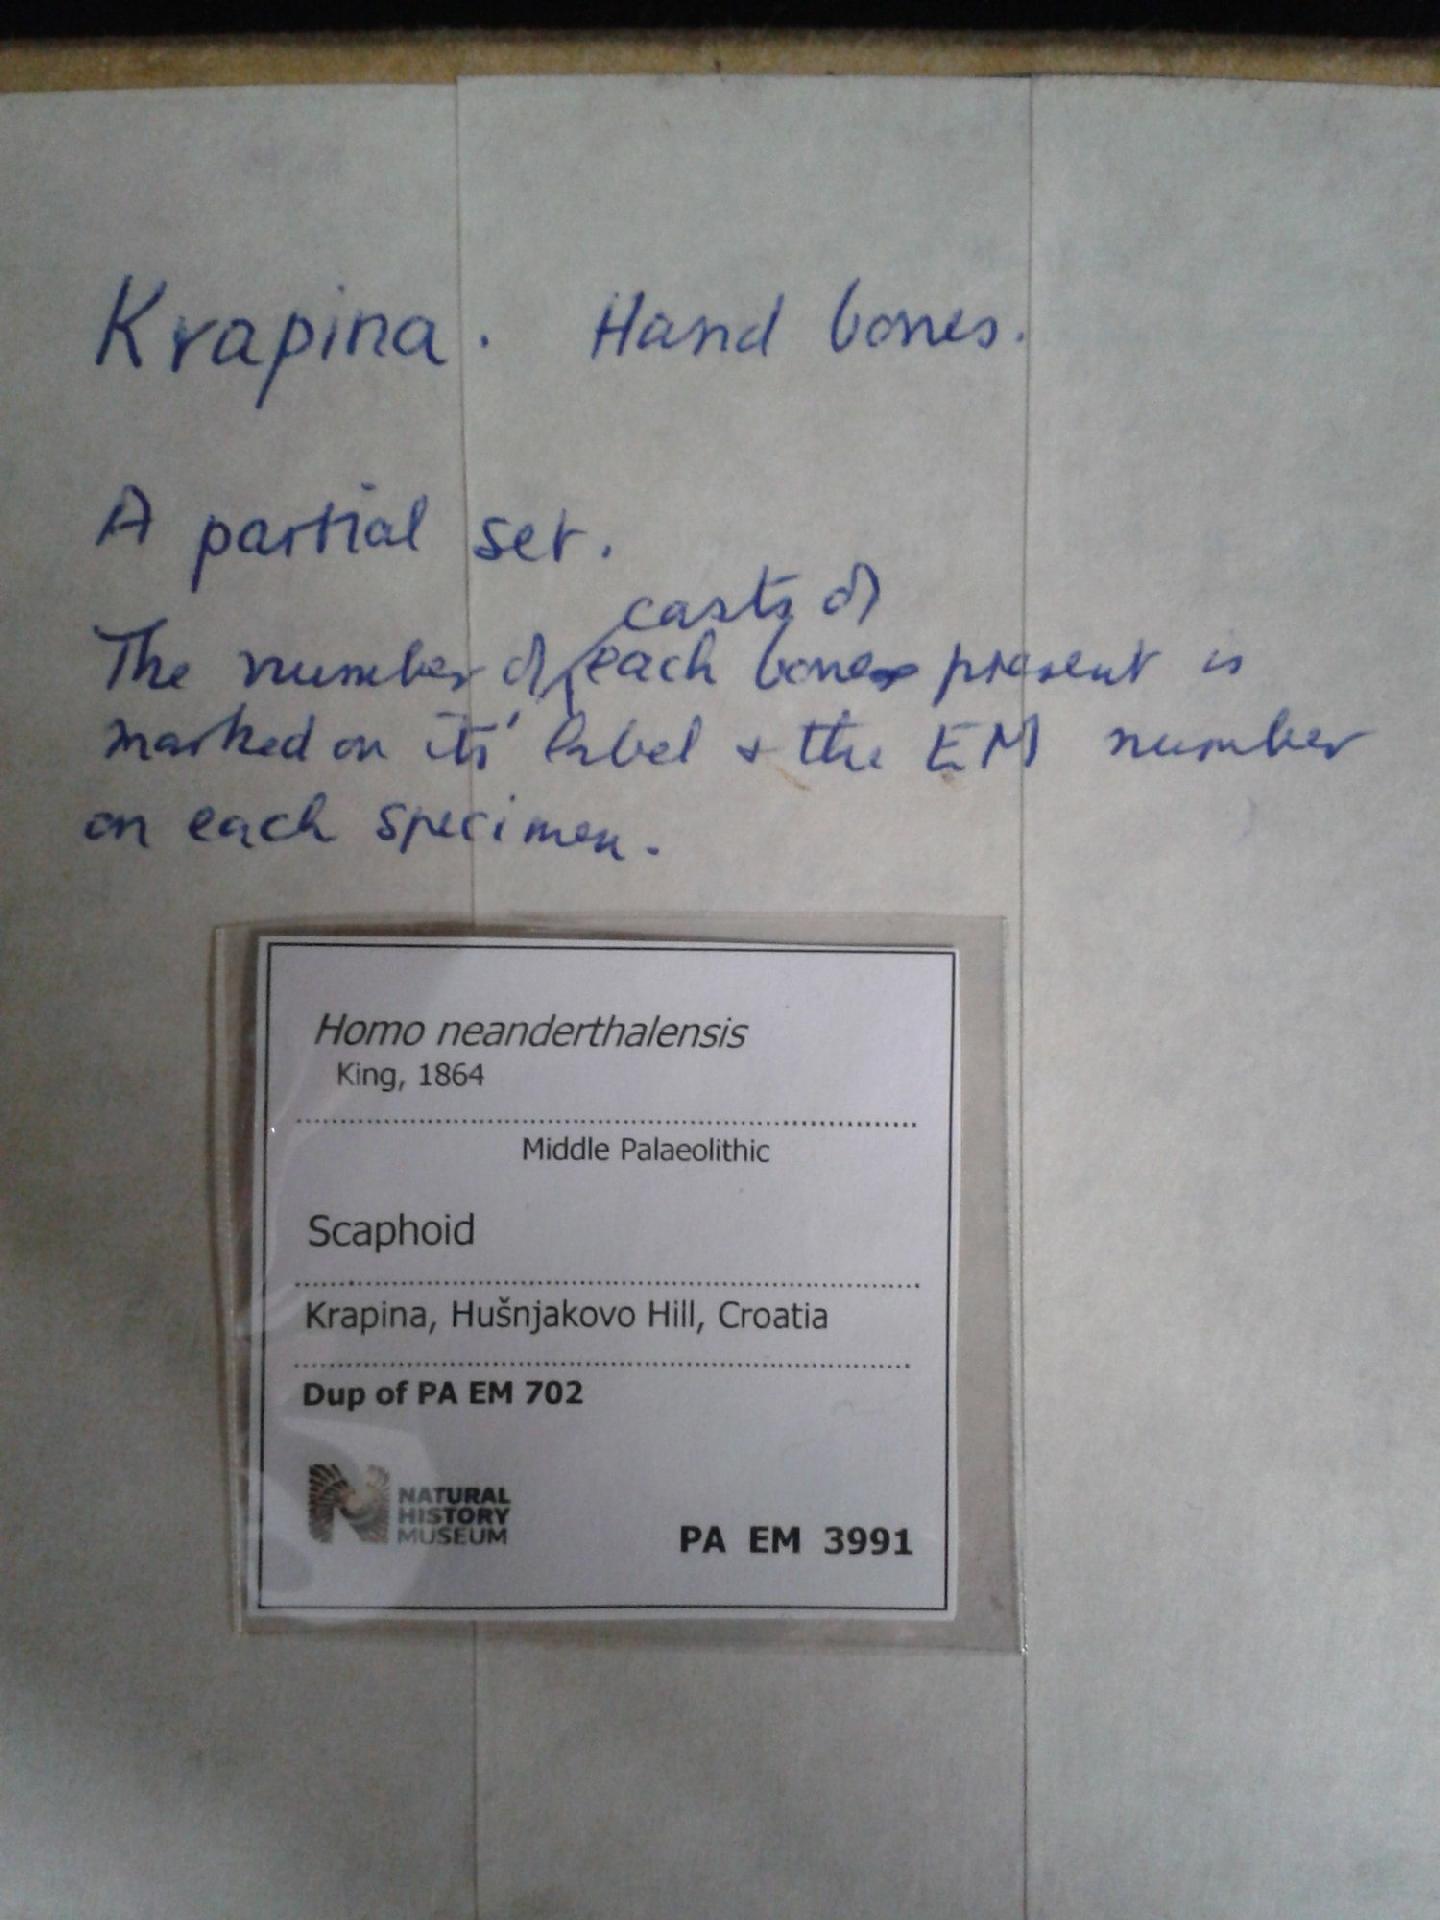 Krapina. Hand bones.
A partial set.
casts of
The number of each bone present is
marked on its' label & the EM number
on each specimen.
Homo neanderthalensis
King, 1864
Middle Palaeolithic
Scaphoid
Krapina, Hušnjakovo Hill, Croatia
Dup of PA EM 702
NATURAL
HISTORY
MUSEUM
PA EM 3991